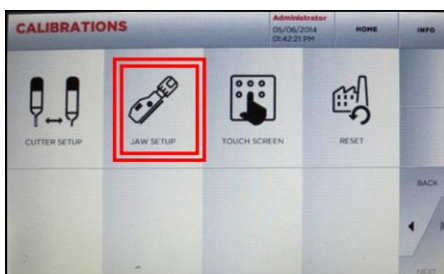 CALIBRATIONS
Administrator
05/06/2014
01:42:21 PM
HOME
INFO
CUTTER SETUP
JAW SETUP
TOUCH SCREEN
RESET
BACK
NEXT